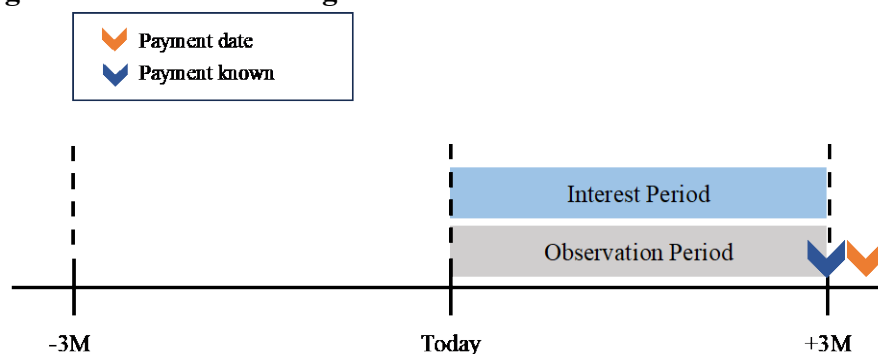 Payment date
Payment known
Interest Period
Observation Period
-3M
Today
+3M